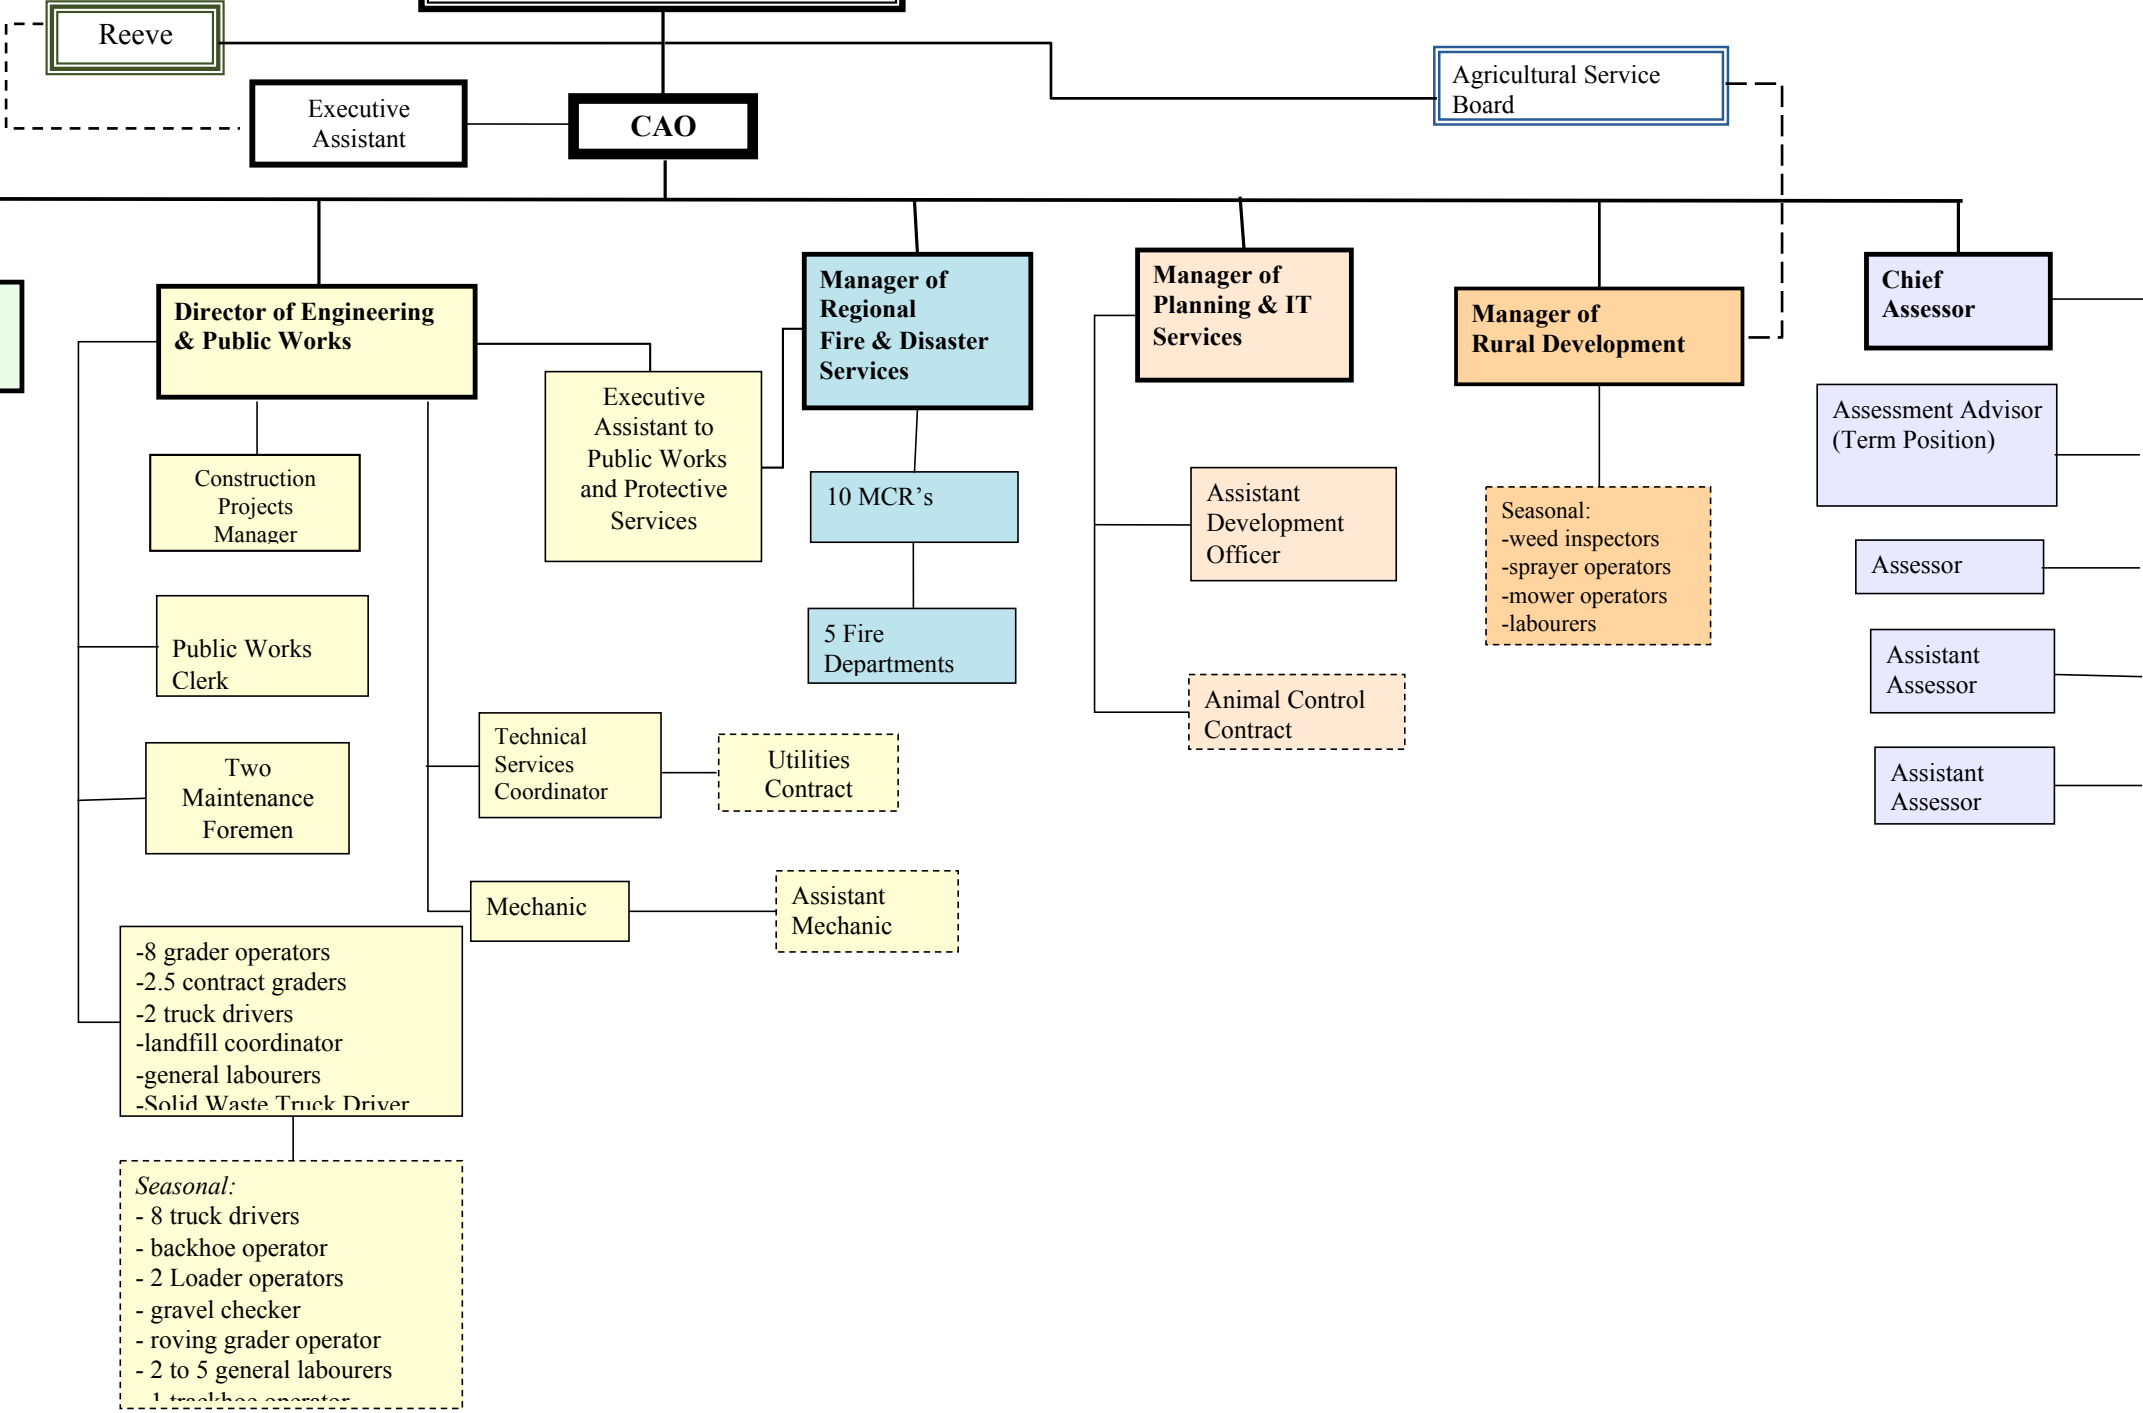 Reeve
Executive
Assistant
CAO
Agricultural Service
Board
Director of Engineering
& Public Works
Manager of
Regional
Fire & Disaster
Services
Manager of
Planning & IT
Services
Manager of
Rural Development
Chief
Assessor
Executive
Assistant to
Public Works
and Protective
Services
Construction
Projects
Manager
Public Works
Clerk
Two
Maintenance
Foremen
Technical
Services
Coordinator
Utilities
Contract
Mechanic
Assistant
Mechanic
-8 grader operators
-2.5 contract graders
-2 truck drivers
-landfill coordinator
-general labourers
-Solid Waste Truck Driver
Seasonal:
- 8 truck drivers
- backhoe operator
- 2 Loader operators
- gravel checker
- roving grader operator
- 2 to 5 general labourers
- 1 trackhoe operator
10 MCR’s
5 Fire
Departments
Assistant
Development
Officer
Animal Control
Contract
Seasonal:
-weed inspectors
-sprayer operators
-mower operators
-labourers
Assessment Advisor
(Term Position)
Assessor
Assistant
Assessor
Assistant
Assessor